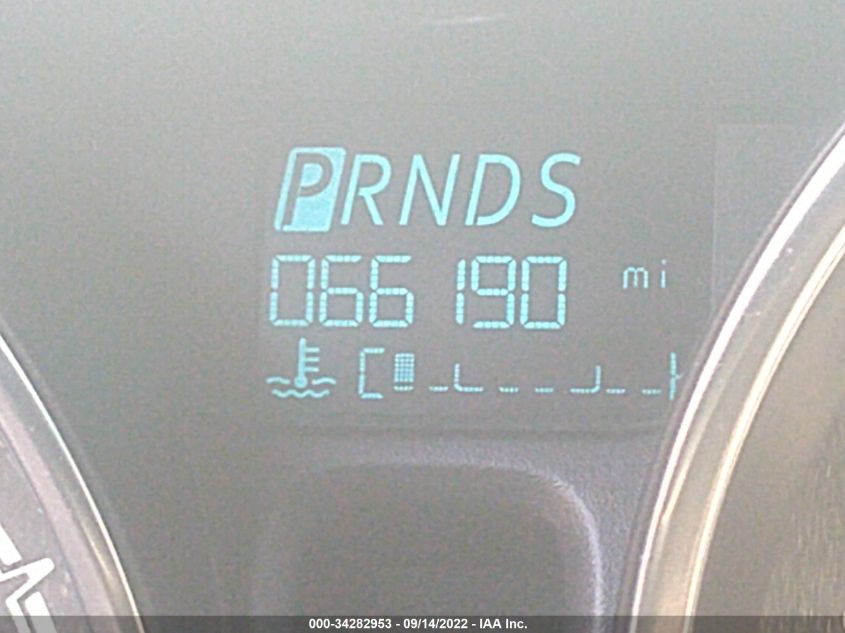 PRNDS
066190 mi
C
000-34282953 - 09/14/2022 - IAA Inc.